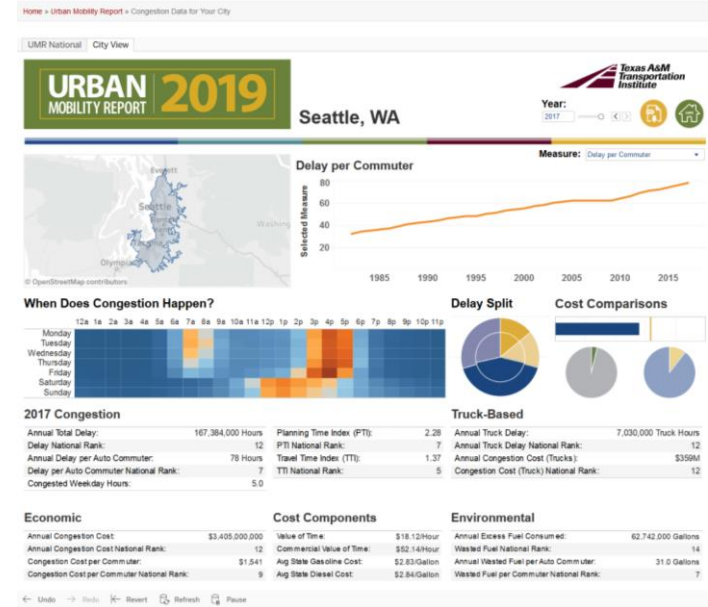 Home » Urban Mobility Report » Congestion Data for Your City
UMR National City View
URBAN
MOBILITY REPORT
2019
Seattle, WA
Texas A&M
Transportation
Institute
Year:
2017
Measure: Delay per Commuter
Everett
Seattle
Olympia
© OpenStreetMap contributors
Delay per Commuter
Selected Measure
80
60
40
20
1985 1990 1995 2000 2005 2010 2015
When Does Congestion Happen?
12a 1a 2a 3a 4a 5a 6a 7a 8a 9a 10a 11a 12p 1p 2p 3p 4p 5p 6p 7p 8p 9p 10p 11p
Monday
Tuesday
Wednesday
Thursday
Friday
Saturday
Sunday
Delay Split
Cost Comparisons
2017 Congestion
Annual Total Delay: 167,384,000 Hours
Delay National Rank: 12
Annual Delay per Auto Commuter: 78 Hours
Delay per Auto Commuter National Rank: 7
Congested Weekday Hours: 5.0
Planning Time Index (PTI): 2.28
PTI National Rank: 7
Travel Time Index (TTI): 1.37
TTI National Rank: 5
Truck-Based
Annual Truck Delay: 7,030,000 Truck Hours
Annual Truck Delay National Rank: 12
Annual Congestion Cost (Trucks): $359M
Congestion Cost (Truck) National Rank: 12
Economic
Annual Congestion Cost: $3,405,000,000
Annual Congestion Cost National Rank: 12
Congestion Cost per Commuter: $1,541
Congestion Cost per Commuter National Rank: 9
Cost Components
Value of Time: $18.12/Hour
Commercial Value of Time: $52.14/Hour
Avg State Gasoline Cost: $2.83/Gallon
Avg State Diesel Cost: $2.84/Gallon
Environmental
Annual Excess Fuel Consumed: 62,742,000 Gallons
Wasted Fuel National Rank: 14
Annual Wasted Fuel per Auto Commuter: 31.0 Gallons
Wasted Fuel per Commuter National Rank: 7
Undo Redo Revert Refresh Pause